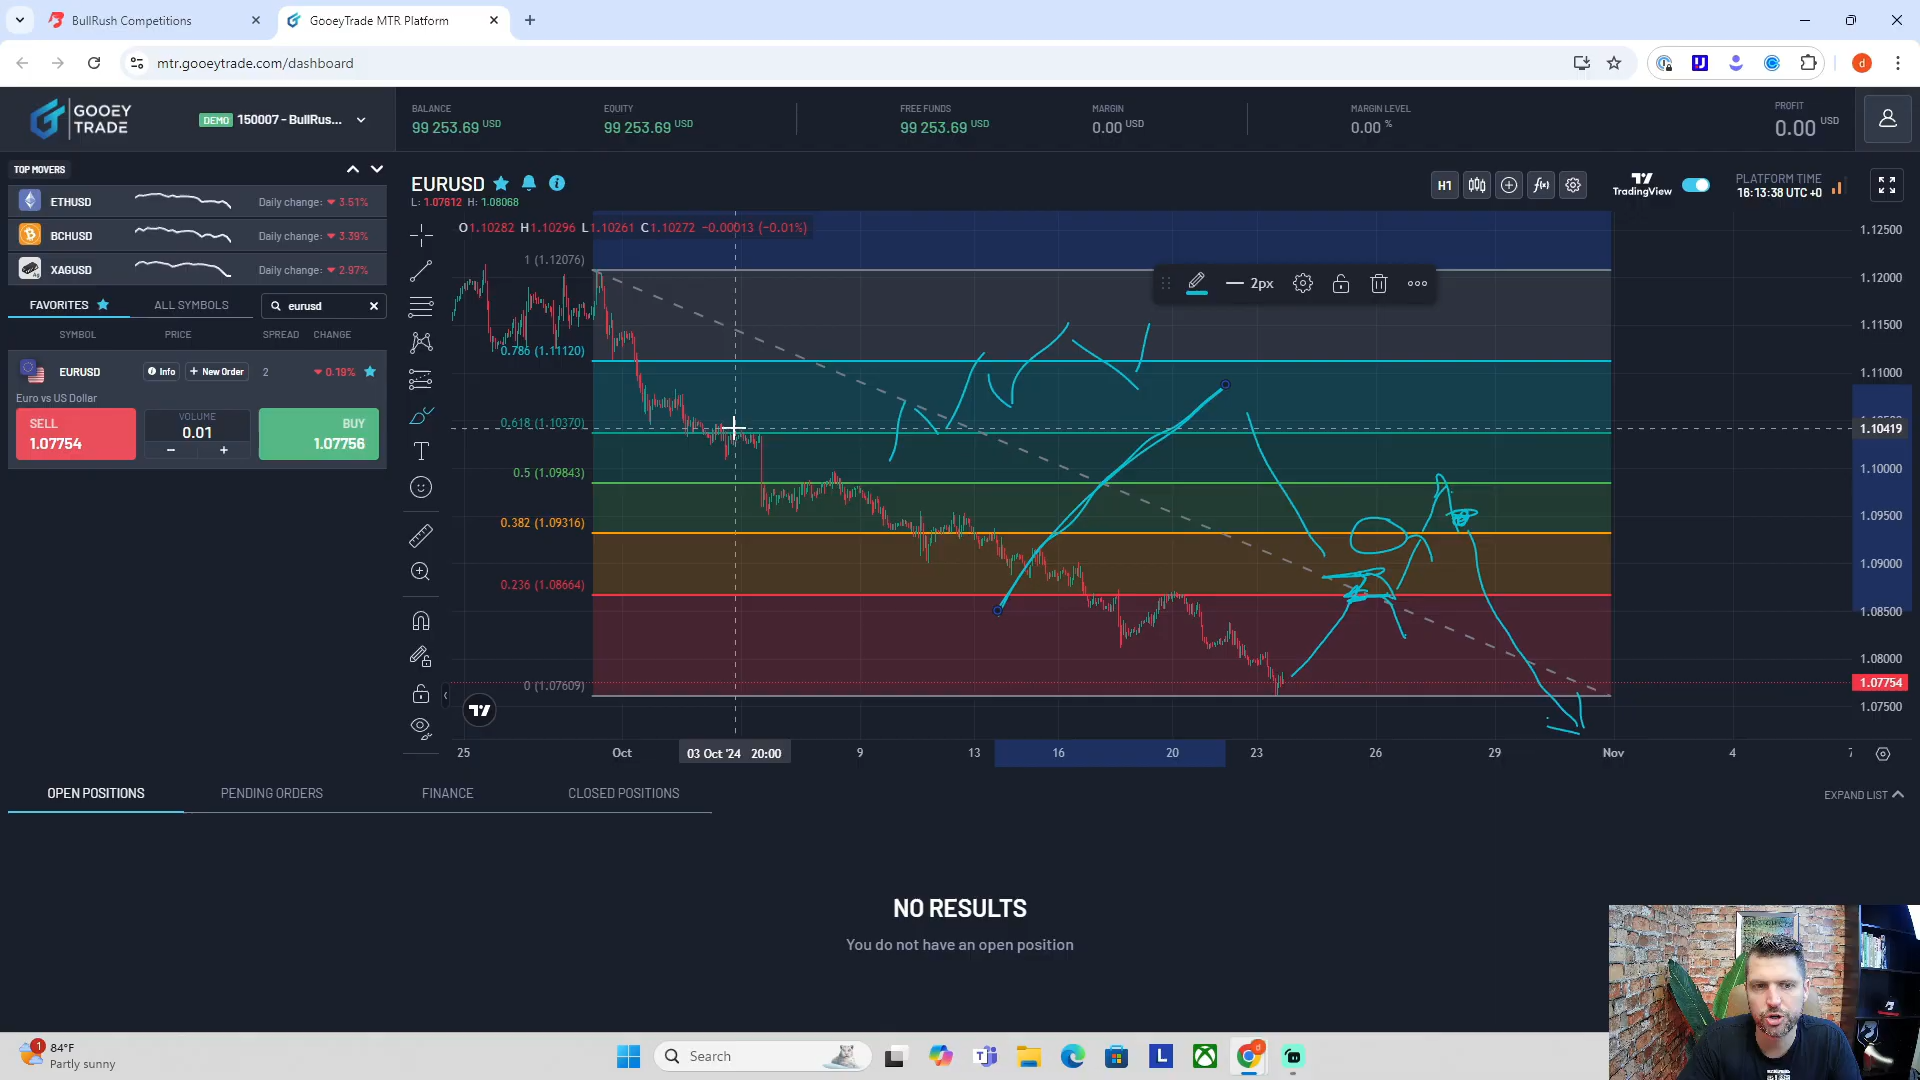 BullRush Competitions
GooeyTrade MTR Platform
mtr.gooeytrade.com/dashboard
GOOEY
TRADE
DEMO 150007 - BullRus...
BALANCE
99 253.69 USD
EQUITY
99 253.69 USD
FREE FUNDS
99 253.69 USD
MARGIN
0.00 USD
MARGIN LEVEL
0.00 %
PROFIT
0.00 USD
TOP MOVERS
ETHUSD Daily change: 3.51%
BCHUSD Daily change: 3.39%
XAGUSD Daily change: 2.97%
FAVORITES ALL SYMBOLS eurusd
SYMBOL PRICE SPREAD CHANGE
EURUSD Info + New Order 2 0.19%
Euro vs US Dollar
SELL
1.07754
VOLUME
0.01
BUY
1.07756
EURUSD
L: 1.07612 H: 1.08068
H1
TradingView
PLATFORM TIME
16:13:38 UTC +0
O1.10282 H1.10296 L1.10261 C1.10272 -0.00013 (-0.01%)
2px
1 (1.12076)
0.786 (1.11120)
0.618 (1.10370)
0.5 (1.09843)
0.382 (1.09316)
0.236 (1.08664)
0 (1.07609)
1.12500
1.12000
1.11500
1.11000
1.10419
1.10000
1.09500
1.09000
1.08500
1.08000
1.07754
1.07500
25 Oct 03 Oct '24 20:00 9 13 16 20 23 26 29 Nov 4
OPEN POSITIONS PENDING ORDERS FINANCE CLOSED POSITIONS
EXPAND LIST
NO RESULTS
You do not have an open position
84°F
Partly sunny
Search